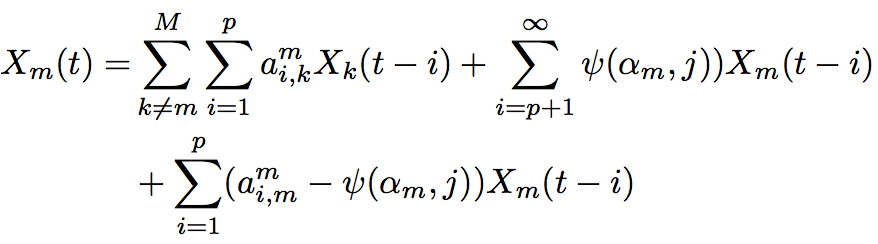 X_m(t) = \sum_{k \neq m}^{M} \sum_{i=1}^{p} a_{i,k}^{m} X_k(t-i) + \sum_{i=p+1}^{\infty} \psi(\alpha_m, j)) X_m(t-i)
+ \sum_{i=1}^{p} (a_{i,m}^{m} - \psi(\alpha_m, j)) X_m(t-i)